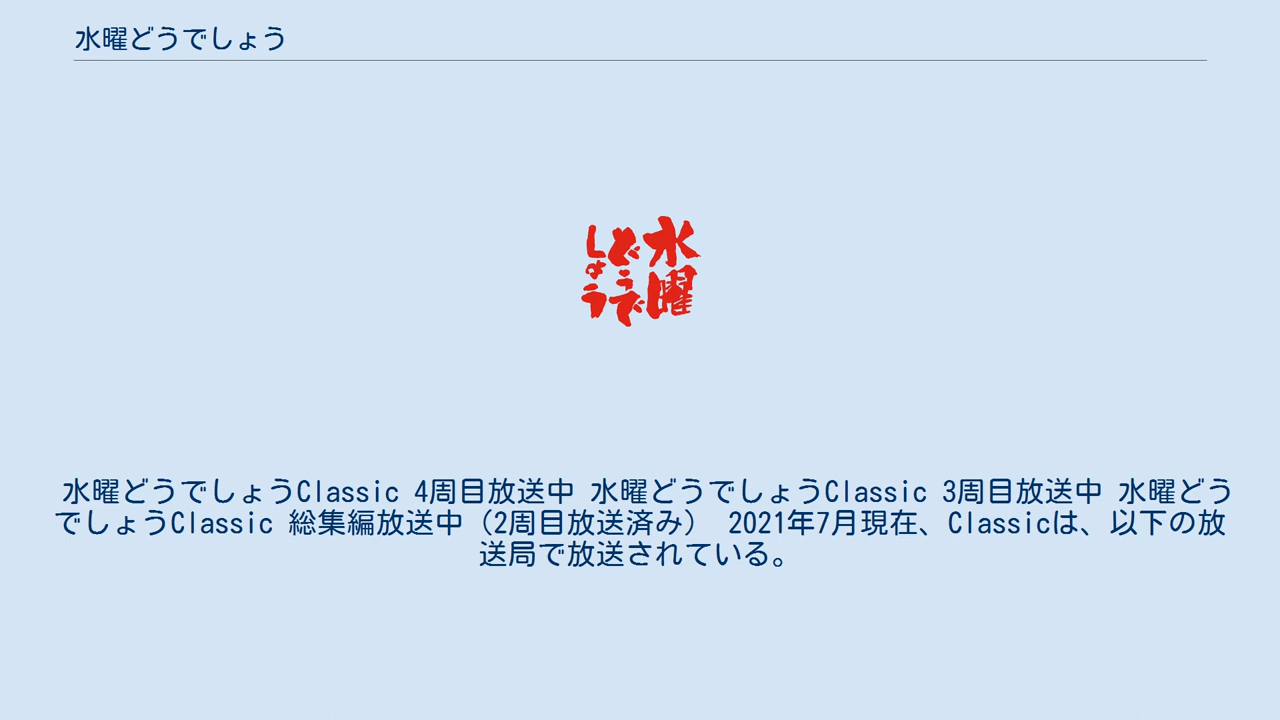 水曜どうでしょう
水曜
どうで
しょう
水曜どうでしょうClassic 4周目放送中 水曜どうでしょうClassic 3周目放送中 水曜どう
でしょうClassic 総集編放送中（2周目放送済み） 2021年7月現在、Classicは、以下の放
送局で放送されている。